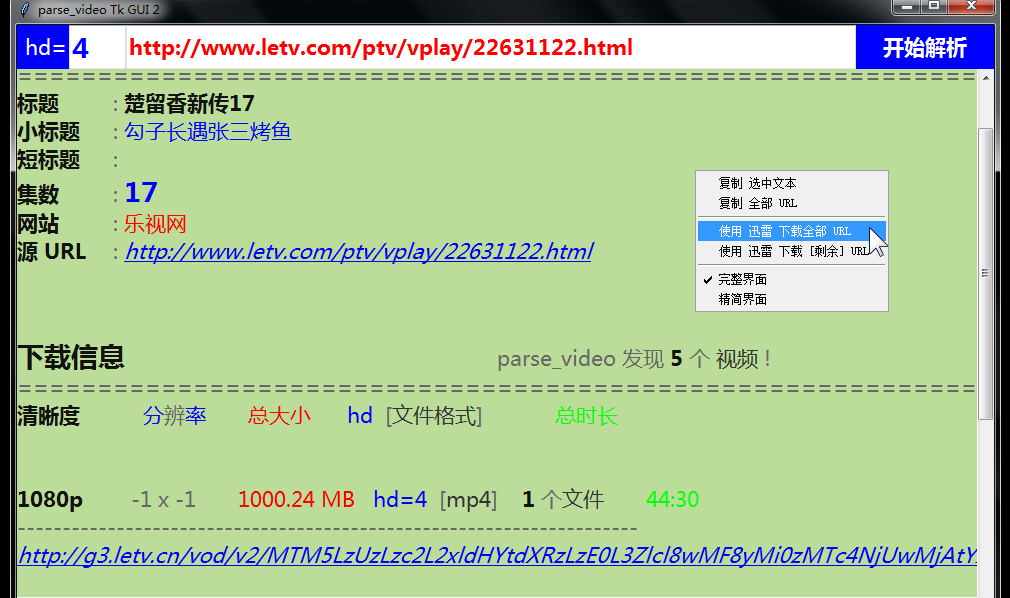 parse_video Tk GUI 2
hd= 4 http://www.letv.com/ptv/vplay/22631122.html 开始解析
============================================================
标题 : 楚留香新传17
小标题 : 勾子长遇张三烤鱼
短标题 :
集数 : 17
网站 : 乐视网
源 URL : http://www.letv.com/ptv/vplay/22631122.html
复制 选中文本
复制 全部 URL
使用 迅雷 下载全部 URL
使用 迅雷 下载 [剩余] URL
完整界面
精简界面
下载信息 parse_video 发现 5 个 视频 !
============================================================
清晰度 分辨率 总大小 hd [文件格式] 总时长
1080p -1 x -1 1000.24 MB hd=4 [mp4] 1 个文件 44:30
----------------------------------------------------------------------
http://g3.letv.cn/vod/v2/MTM5LzUzLzc2L2xldHYtdXRzLzE0L3Zlcl8wMF8yMi0zMTc4NjUwMjAtY